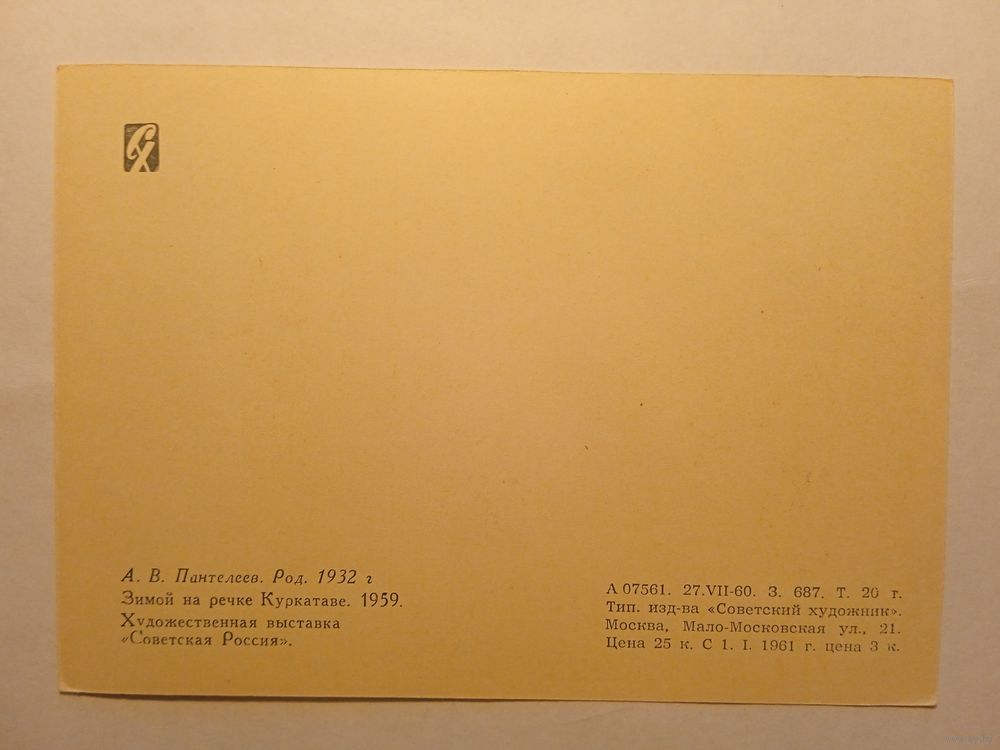 СХ
А. В. Пантелеев. Род. 1932 г
Зимой на речке Куркатаве. 1959.
Художественная выставка
«Советская Россия».
А 07561. 27.VII-60. З. 687. Т. 20 г.
Тип. изд-ва «Советский художник».
Москва, Мало-Московская ул., 21.
Цена 25 к. С 1. I. 1961 г. цена 3 к.